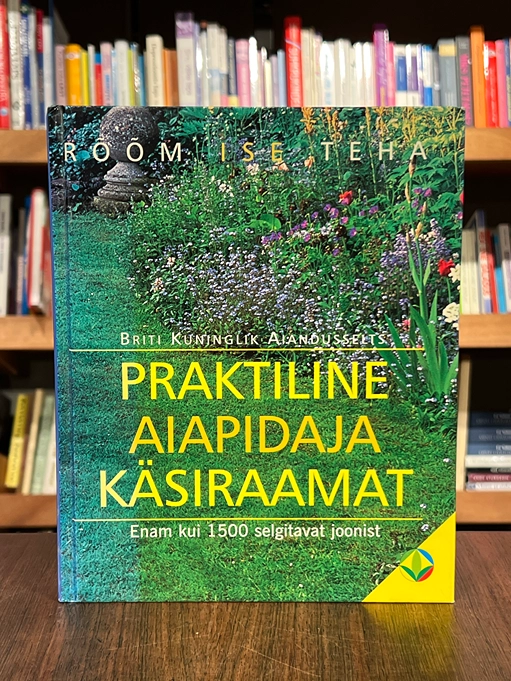 RÕÕM ISE TEHA
BRITI KUNINGLIK AIANDUSSELTS
PRAKTILINE
AIAPIDAJA
KÄSIRAAMAT
Enam kui 1500 selgitavat joonist